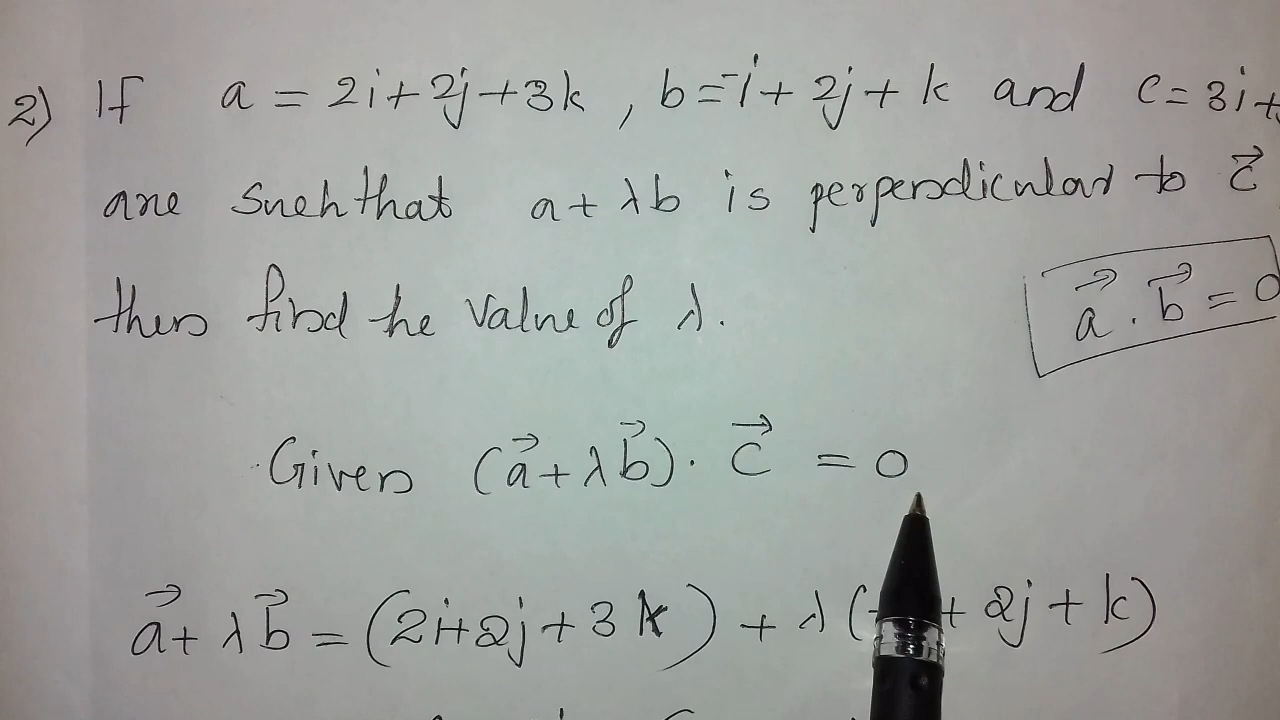 2) If a = 2i + 2j + 3k , b = -i + 2j + k and c = 3i +
are such that a + λb is perpendicular to c⃗
then find the value of λ.
a⃗ . b⃗ = 0
Given (a⃗ + λb⃗). c⃗ = 0
a⃗ + λb⃗ = (2i + 2j + 3k) + λ(- + 2j + k)